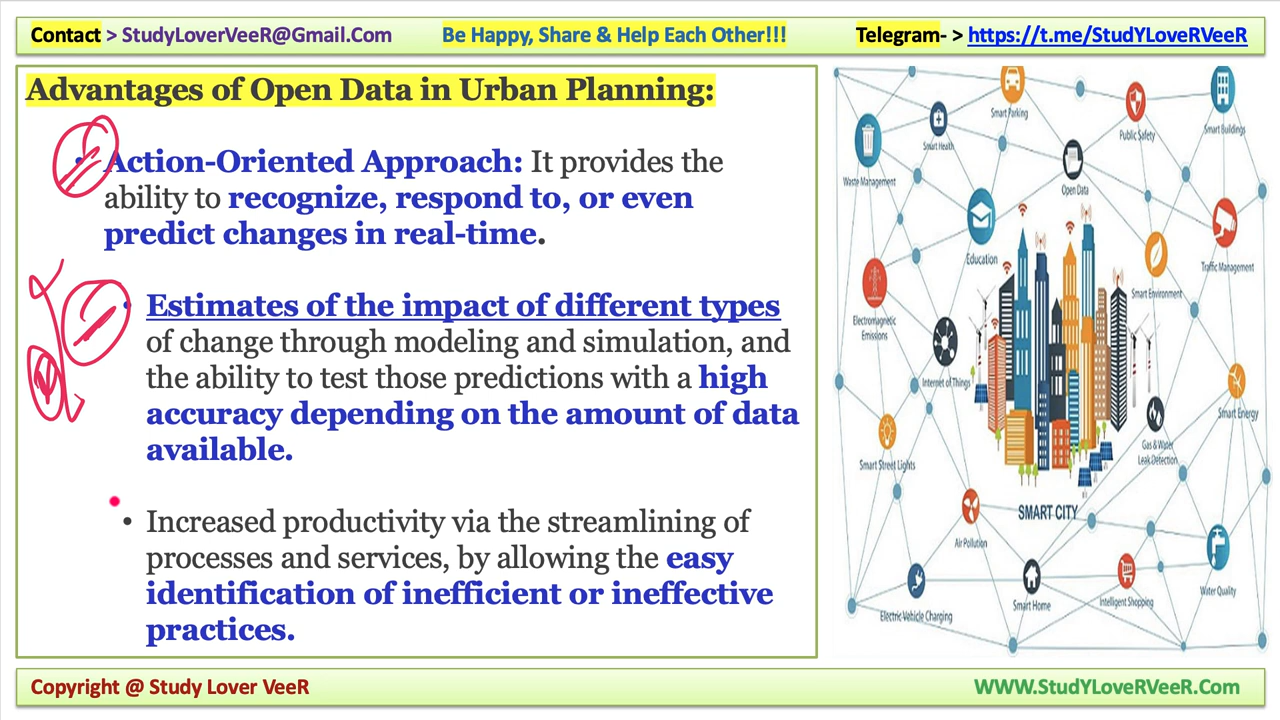 Contact > StudyLoverVeeR@Gmail.Com Be Happy, Share & Help Each Other!!! Telegram- > https://t.me/StudYLoveRVeeR
Advantages of Open Data in Urban Planning:
• Action-Oriented Approach: It provides the
ability to recognize, respond to, or even
predict changes in real-time.
• Estimates of the impact of different types
of change through modeling and simulation, and
the ability to test those predictions with a high
accuracy depending on the amount of data
available.
• Increased productivity via the streamlining of
processes and services, by allowing the easy
identification of inefficient or ineffective
practices.
Smart Parking
Public Safety
Smart Buildings
Smart Health
Waste Management
Open Data
Education
Traffic Management
Smart Environment
Electromagnetic
Emissions
Internet of Things
Smart Energy
Gas & Water
Leak Detection
Smart Street Lights
SMART CITY
Air Pollution
Electric Vehicle Charging
Smart Home
Intelligent Shopping
Water Quality
Copyright @ Study Lover VeeR WWW.StudYLoveRVeeR.Com